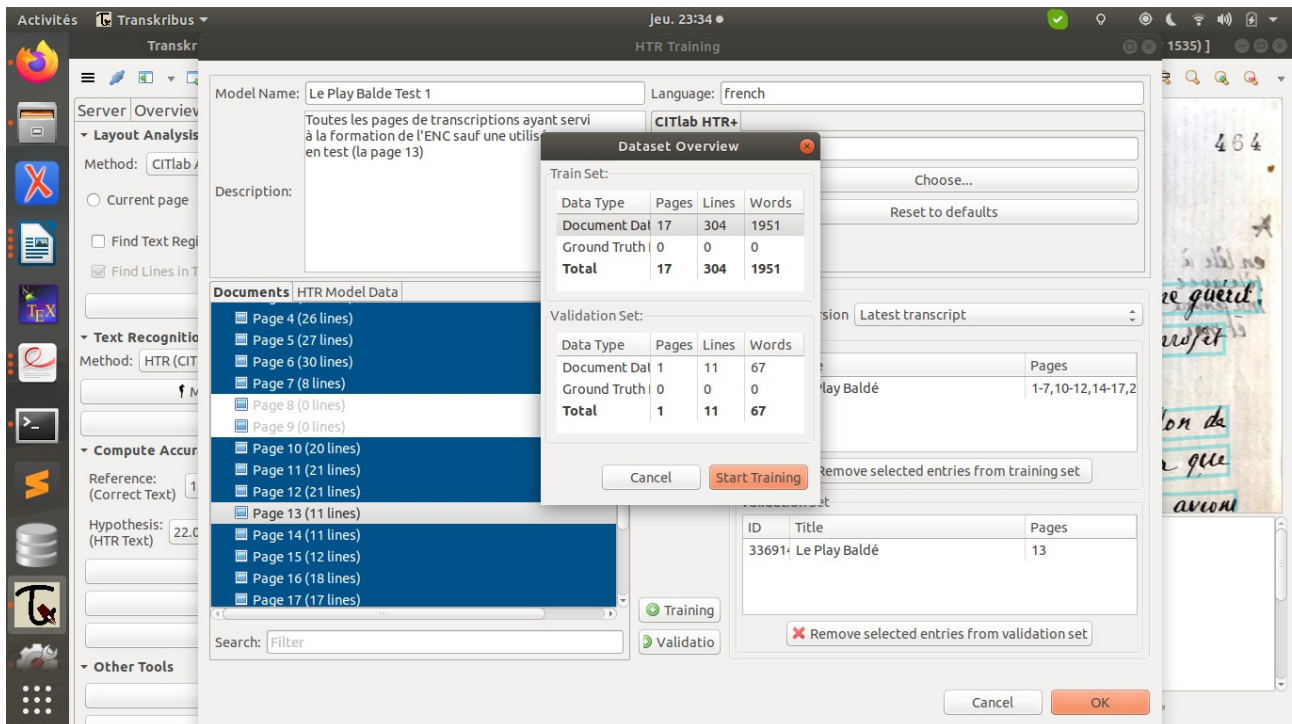 Activités Transkribus jeu. 23:34
Transkr HTR Training 1535) ]
Model Name: Le Play Balde Test 1 Language: french
Server Overview
Toutes les pages de transcriptions ayant servi
à la formation de l'ENC sauf une
en test (la page 13)
CITlab HTR+
Layout Analysis
Method: CITlab
Description:
Current page
Find Text Regi
Find Lines in T
Choose...
Reset to defaults
Dataset Overview
Train Set:
Data Type Pages Lines Words
Document Dat 17 304 1951
Ground Truth 0 0 0
Total 17 304 1951
Validation Set:
Data Type Pages Lines Words
Document Dat 1 11 67
Ground Truth 0 0 0
Total 1 11 67
Cancel Start Training
Documents HTR Model Data
Page 4 (26 lines)
Page 5 (27 lines)
Page 6 (30 lines)
Page 7 (8 lines)
Page 8 (0 lines)
Page 9 (0 lines)
Page 10 (20 lines)
Page 11 (21 lines)
Page 12 (21 lines)
Page 13 (11 lines)
Page 14 (11 lines)
Page 15 (12 lines)
Page 16 (18 lines)
Page 17 (17 lines)
Search: Filter
Text Recognitio
Method: HTR (CIT
Compute Accur
Reference:
(Correct Text) 1
Hypothesis: 22.0
(HTR Text)
Other Tools
Latest transcript
Pages
Play Baldé 1-7,10-12,14-17,2
Remove selected entries from training set
ID Title Pages
33691 Le Play Baldé 13
Training
Validatio
Remove selected entries from validation set
Cancel OK
TEX
464
projet
de
que